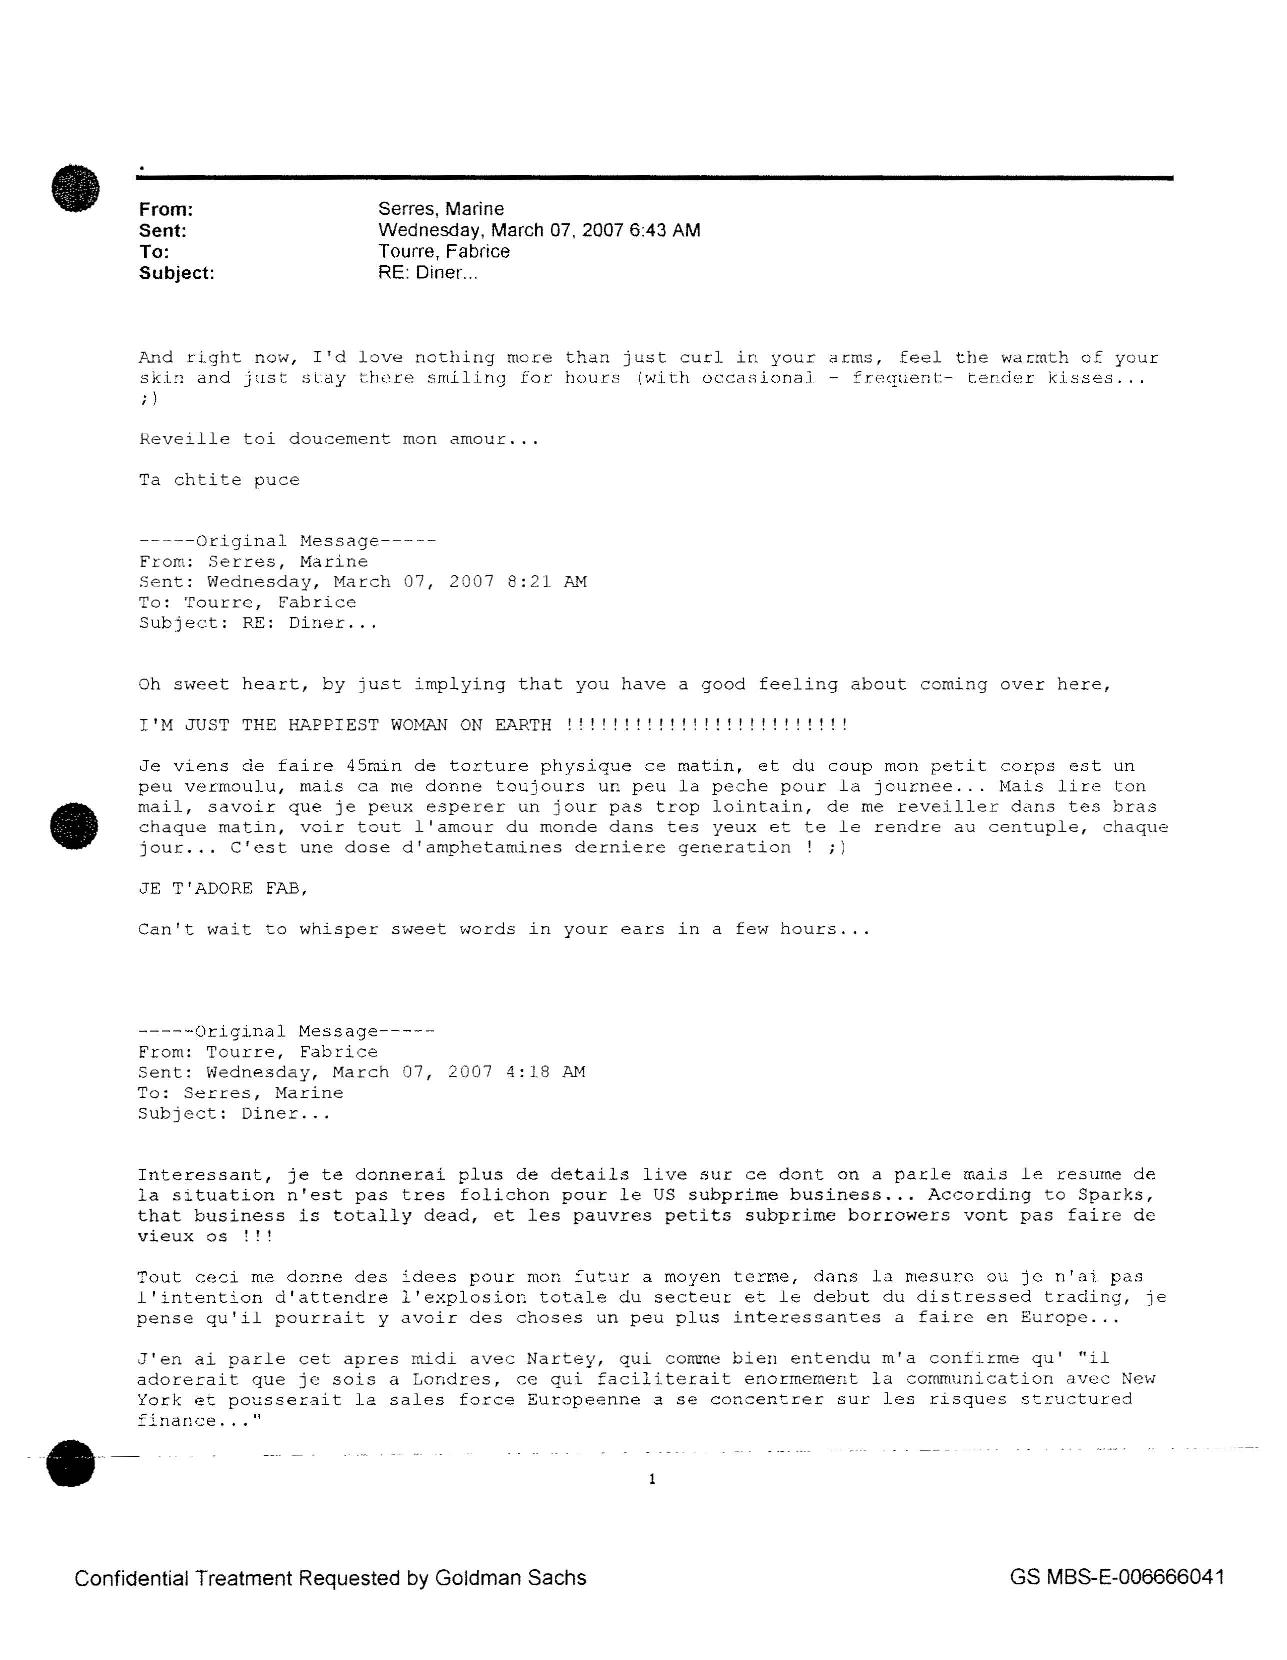 From: Serres, Marine
Sent: Wednesday, March 07, 2007 6:43 AM
To: Tourre, Fabrice
Subject: RE: Diner...
And right now, I'd love nothing more than just curl in your arms, feel the warmth of your
skin and just stay there smiling for hours (with occasional - frequent- tender kisses...
;)
Reveille toi doucement mon amour...
Ta chtite puce
-----Original Message-----
From: Serres, Marine
Sent: Wednesday, March 07, 2007 8:21 AM
To: Tourre, Fabrice
Subject: RE: Diner...
Oh sweet heart, by just implying that you have a good feeling about coming over here,
I'M JUST THE HAPPIEST WOMAN ON EARTH !!!!!!!!!!!!!!!!!!!!!!!!!
Je viens de faire 45min de torture physique ce matin, et du coup mon petit corps est un
peu vermoulu, mais ca me donne toujours un peu la peche pour la journee... Mais lire ton
mail, savoir que je peux esperer un jour pas trop lointain, de me reveiller dans tes bras
chaque matin, voir tout l'amour du monde dans tes yeux et te le rendre au centuple, chaque
jour... C'est une dose d'amphetamines derniere generation ! ;)
JE T'ADORE FAB,
Can't wait to whisper sweet words in your ears in a few hours...
-----Original Message-----
From: Tourre, Fabrice
Sent: Wednesday, March 07, 2007 4:18 AM
To: Serres, Marine
Subject: Diner...
Interessant, je te donnerai plus de details live sur ce dont on a parle mais le resume de
la situation n'est pas tres folichon pour le US subprime business... According to Sparks,
that business is totally dead, et les pauvres petits subprime borrowers vont pas faire de
vieux os !!!
Tout ceci me donne des idees pour mon futur a moyen terme, dans la mesure ou je n'ai pas
l'intention d'attendre l'explosion totale du secteur et le debut du distressed trading, je
pense qu'il pourrait y avoir des choses un peu plus interessantes a faire en Europe...
J'en ai parle cet apres midi avec Nartey, qui comme bien entendu m'a confirme qu' "il
adorerait que je sois a Londres, ce qui faciliterait enormement la communication avec New
York et pousserait la sales force Europeenne a se concentrer sur les risques structured
finance..."
1
Confidential Treatment Requested by Goldman Sachs
GS MBS-E-006666041